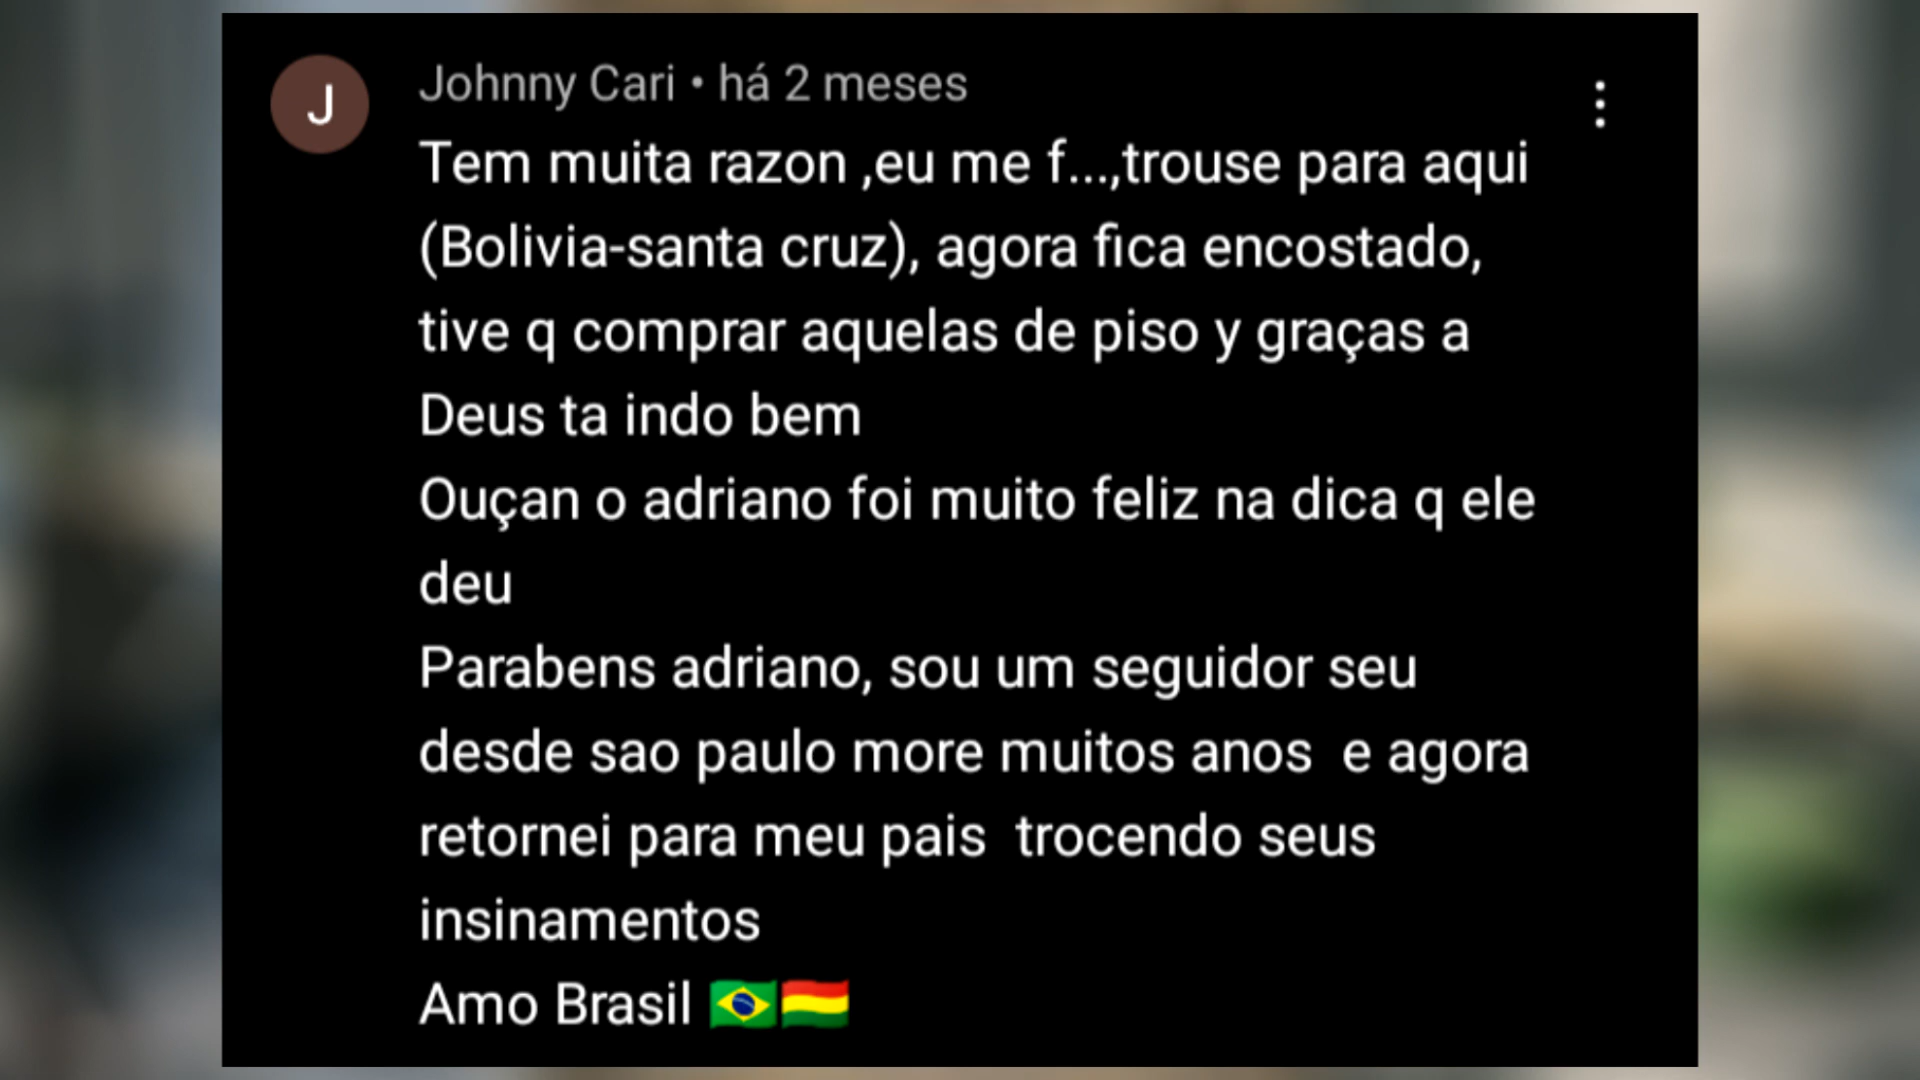 J
Johnny Cari • há 2 meses
Tem muita razon ,eu me f...,trouse para aqui
(Bolivia-santa cruz), agora fica encostado,
tive q comprar aquelas de piso y graças a
Deus ta indo bem
Ouçan o adriano foi muito feliz na dica q ele
deu
Parabens adriano, sou um seguidor seu
desde sao paulo more muitos anos  e agora
retornei para meu pais  trocendo seus
insinamentos
Amo Brasil 🇧🇷🇧🇴